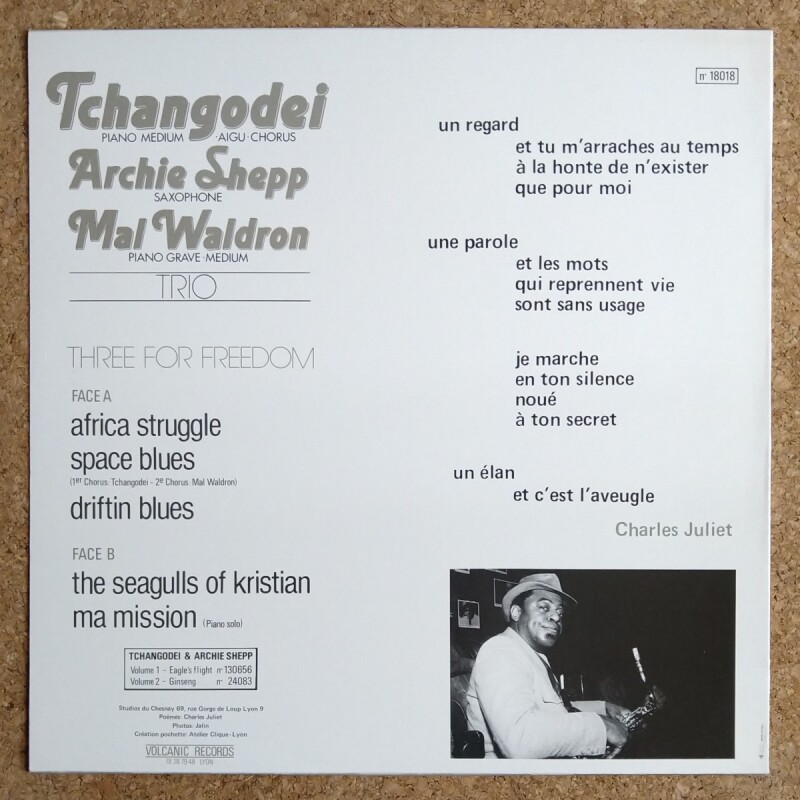 Tchangodei
PIANO MEDIUM · AIGU · CHORUS
Archie Shepp
SAXOPHONE
Mal Waldron
PIANO GRAVE · MEDIUM
TRIO
THREE FOR FREEDOM
FACE A
africa struggle
space blues
(1er Chorus: Tchangodei - 2e Chorus: Mal Waldron)
driftin blues
FACE B
the seagulls of kristian
ma mission (Piano solo)
TCHANGODEI & ARCHIE SHEPP
Volume 1 - Eagle's flight n° 130656
Volume 2 - Ginseng n° 24083
Studios du Chesnay 69, rue Gorge de Loup Lyon 9
Poèmes: Charles Juliet
Photos: Jalin
Création pochette: Atelier Clique-Lyon
VOLCANIC RECORDS
n° 18018
un regard
et tu m'arraches au temps
à la honte de n'exister
que pour moi
une parole
et les mots
qui reprennent vie
sont sans usage
je marche
en ton silence
noué
à ton secret
un élan
et c'est l'aveugle
Charles Juliet